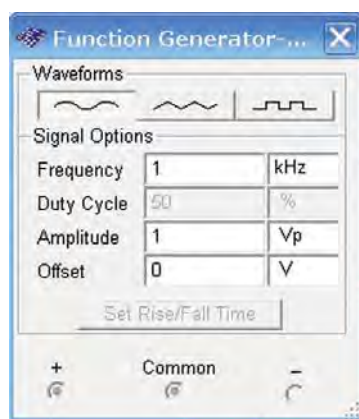 Function Generator-...
Waveforms
Signal Options
Frequency 1 kHz
Duty Cycle 50 %
Amplitude 1 Vp
Offset 0 V
Set Rise/Fall Time
+ Common −